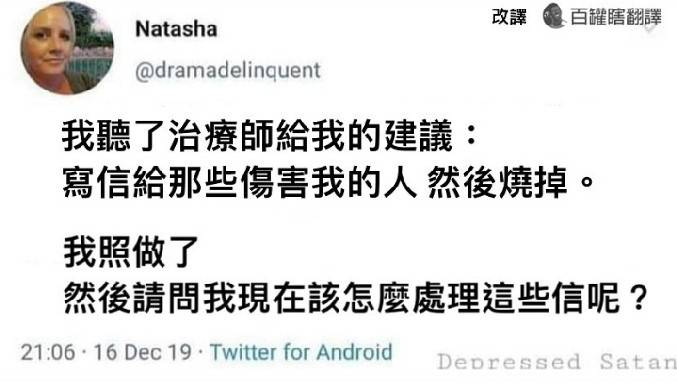 Natasha
@dramadelinquent
改譯 百罐瞎翻譯
我聽了治療師給我的建議：
寫信給那些傷害我的人 然後燒掉。
我照做了
然後請問我現在該怎麼處理這些信呢？
21:06 · 16 Dec 19 · Twitter for Android
Depressed Satan